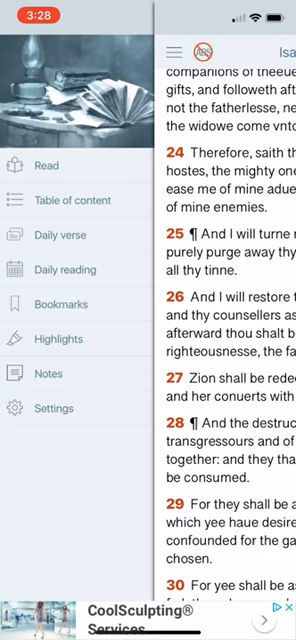 3:28
ADS
Isa
companions of theeue
gifts, and followeth aft
not the fatherlesse, ne
the widowe come vnto
24 Therefore, saith th
hostes, the mighty one
ease me of mine adue
of mine enemies.
25 ¶ And I will turne m
purely purge away thy
all thy tinne.
26 And I will restore t
and thy counsellers as
afterward thou shalt b
righteousnesse, the fa
27 Zion shall be rede
and her conuerts with
28 ¶ And the destruc
transgressours and of
together: and they tha
be consumed.
29 For they shall be a
which yee haue desire
confounded for the ga
chosen.
30 For yee shall be as
Read
Table of content
Daily verse
Daily reading
Bookmarks
Highlights
Notes
Settings
CoolSculpting®
Services